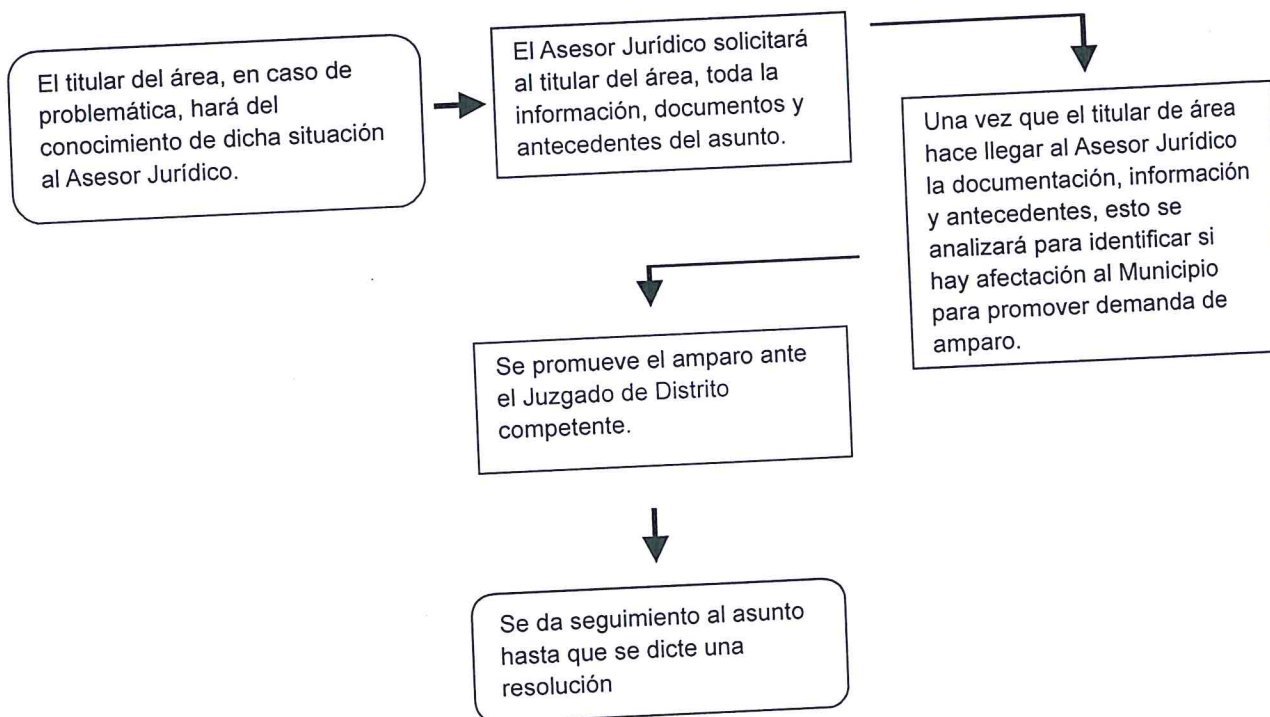 El titular del área, en caso de
problemática, hará del
conocimiento de dicha situación
al Asesor Jurídico.
El Asesor Jurídico solicitará
al titular del área, toda la
información, documentos y
antecedentes del asunto.
Una vez que el titular de área
hace llegar al Asesor Jurídico
la documentación, información
y antecedentes, esto se
analizará para identificar si
hay afectación al Municipio
para promover demanda de
amparo.
Se promueve el amparo ante
el Juzgado de Distrito
competente.
Se da seguimiento al asunto
hasta que se dicte una
resolución